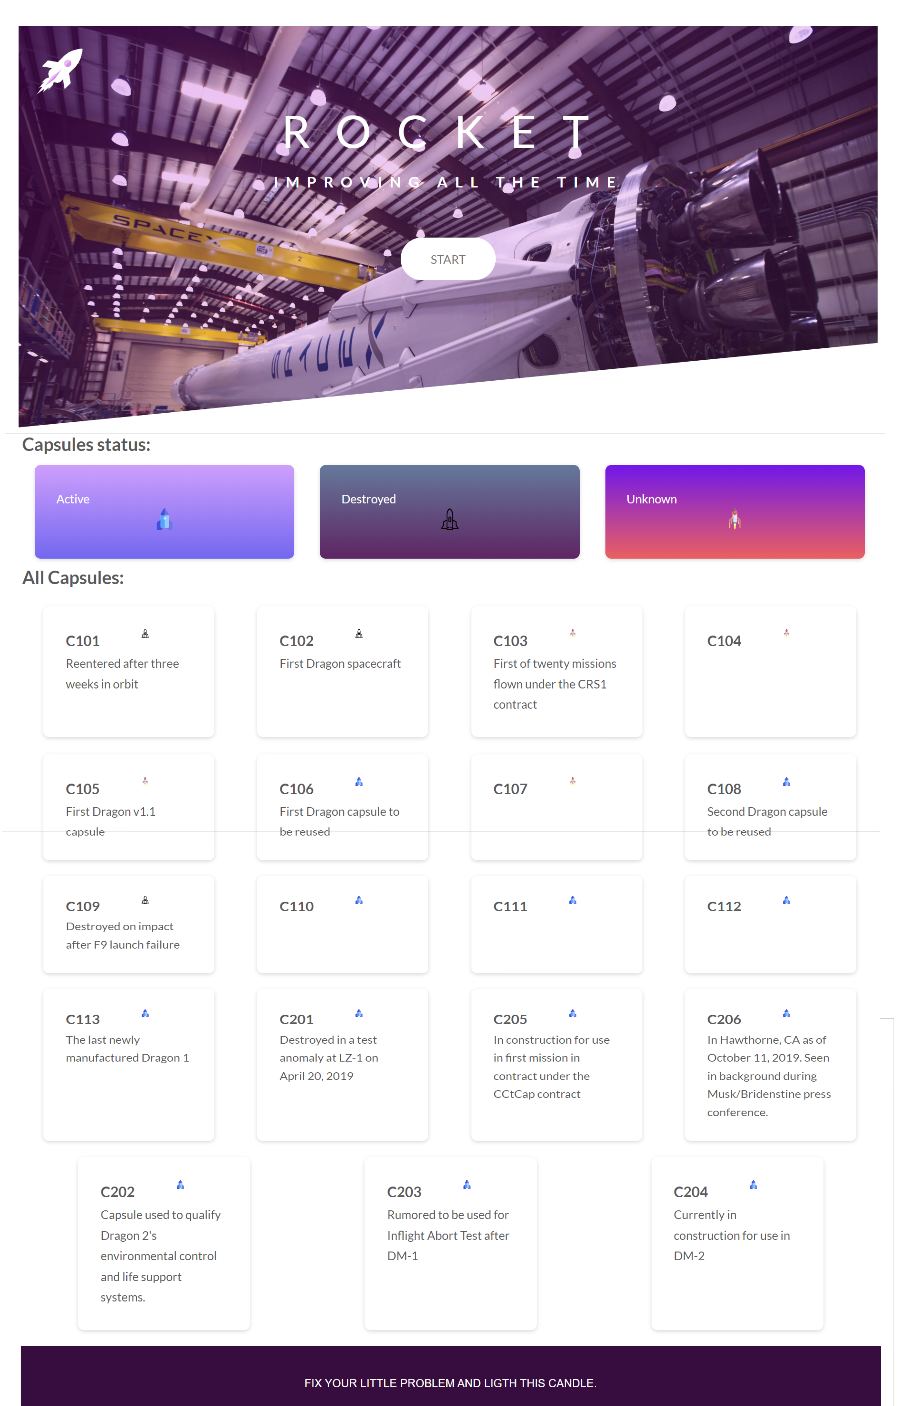 ROCKET
IMPROVING ALL THE TIME
SPACEX
START
Capsules status:
Active
Destroyed
Unknown
All Capsules:
C101
Reentered after three
weeks in orbit
C102
First Dragon spacecraft
C103
First of twenty missions
flown under the CRS1
contract
C104
C105
First Dragon v1.1
capsule
C106
First Dragon capsule to
be reused
C107
C108
Second Dragon capsule
to be reused
C109
Destroyed on impact
after F9 launch failure
C110
C111
C112
C113
The last newly
manufactured Dragon 1
C201
Destroyed in a test
anomaly at LZ-1 on
April 20, 2019
C205
In construction for use
in first mission in
contract under the
CCtCap contract
C206
In Hawthorne, CA as of
October 11, 2019. Seen
in background during
Musk/Bridenstine press
conference.
C202
Capsule used to qualify
Dragon 2's
environmental control
and life support
systems.
C203
Rumored to be used for
Inflight Abort Test after
DM-1
C204
Currently in
construction for use in
DM-2
FIX YOUR LITTLE PROBLEM AND LIGTH THIS CANDLE.